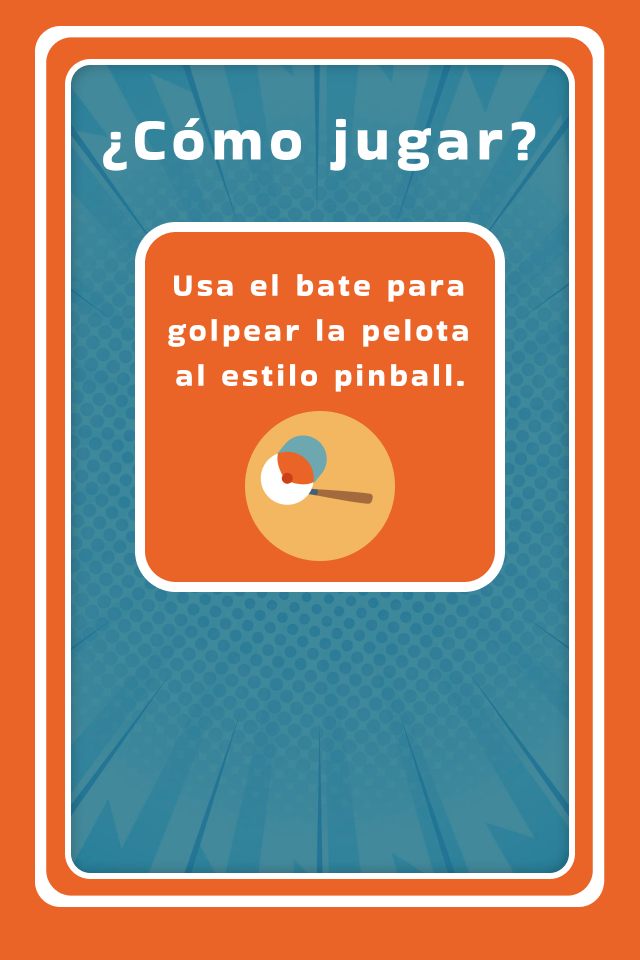 ¿Cómo jugar?
Usa el bate para
golpear la pelota
al estilo pinball.